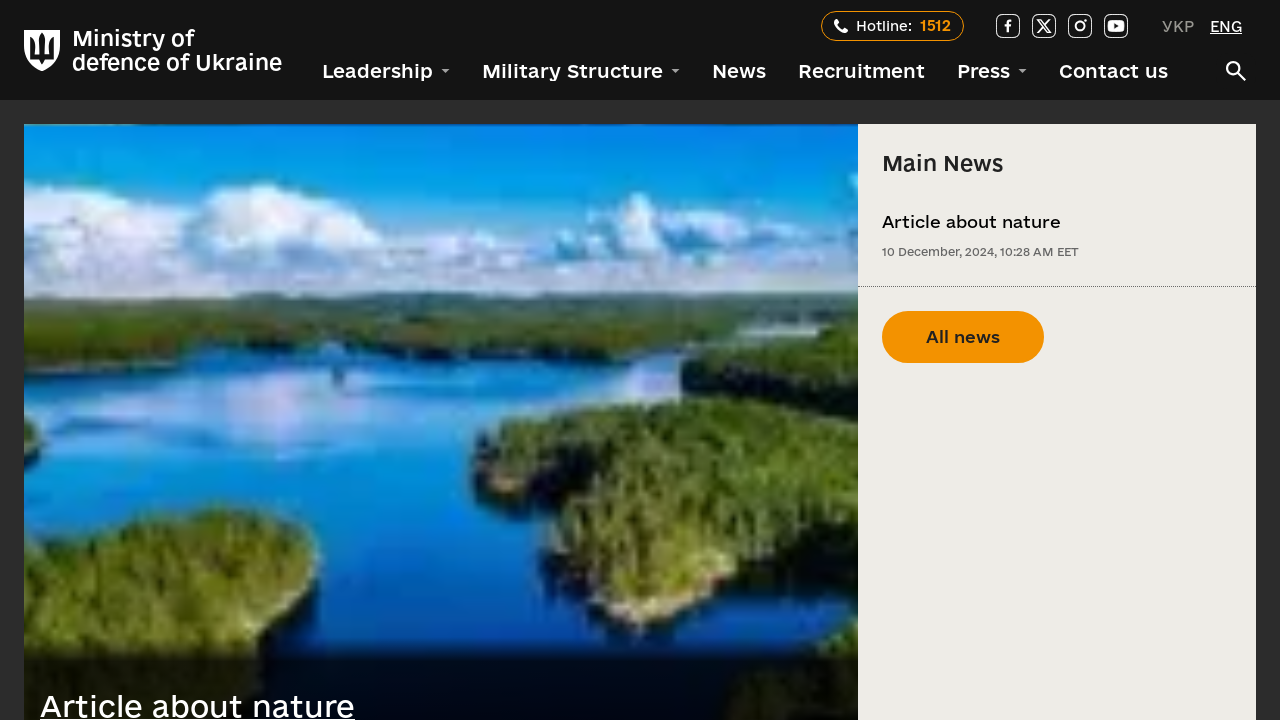 Ministry of
defence of Ukraine
Hotline: 1512
УКР ENG
Leadership Military Structure News Recruitment Press Contact us
Main News
Article about nature
10 December, 2024, 10:28 AM EET
All news
Article about nature